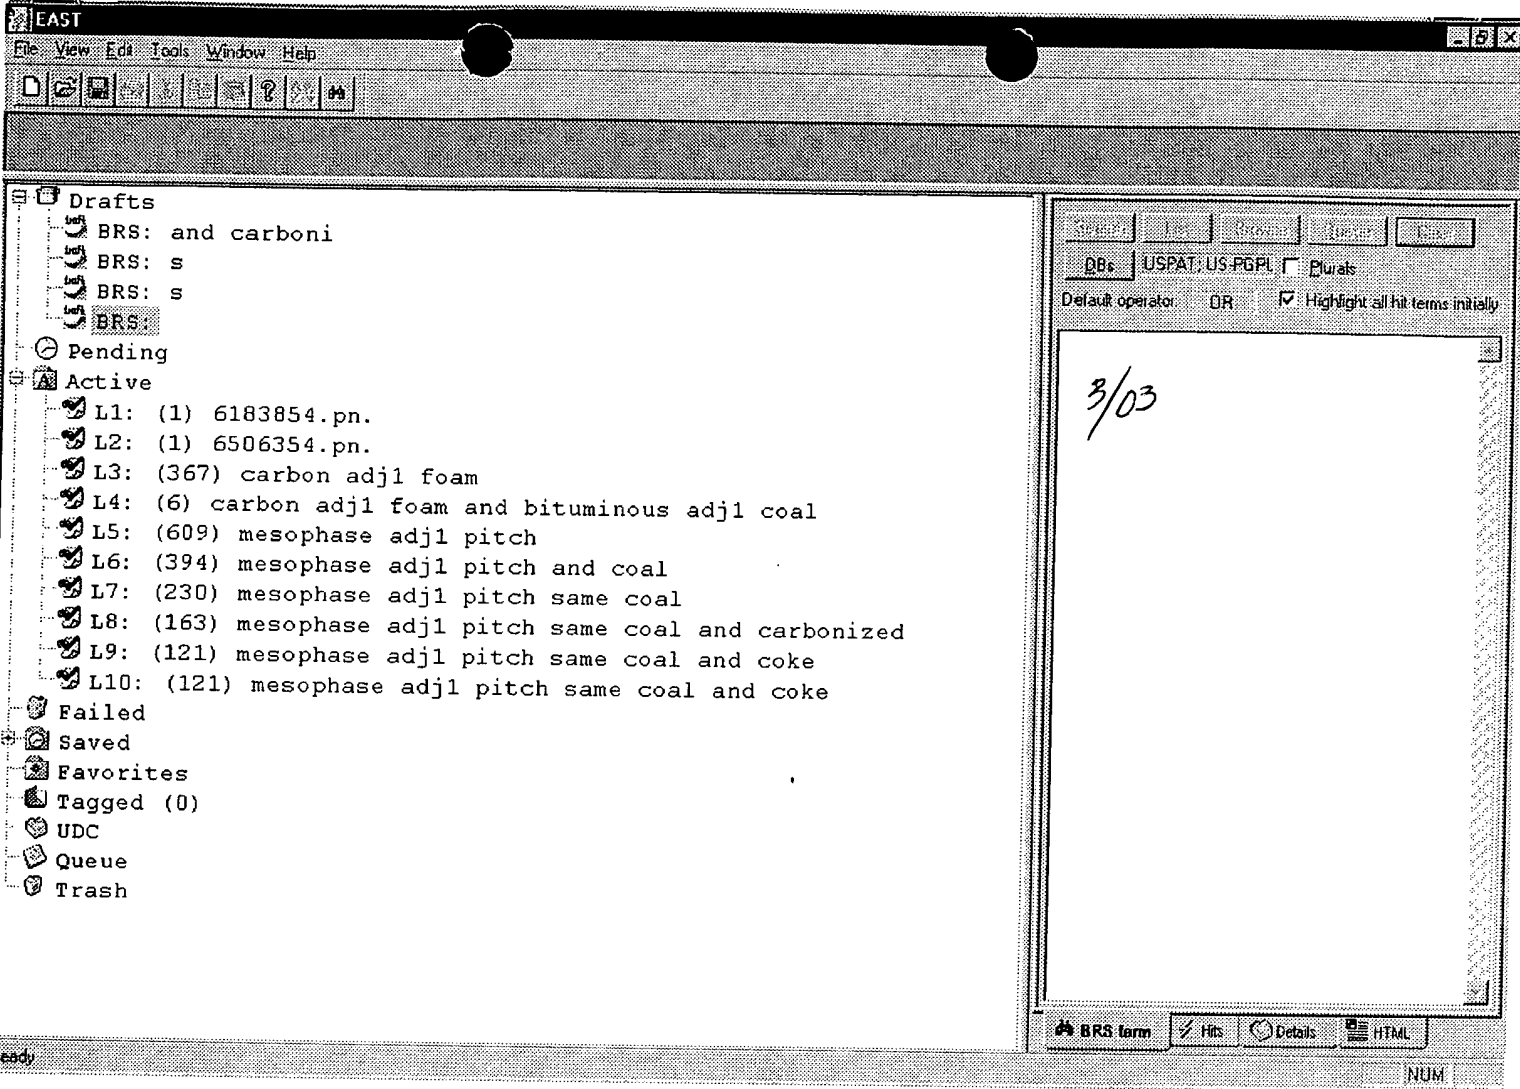 EAST
File View Edit Tools Window Help
Drafts
BRS: and carboni
BRS: s
BRS: s
BRS:
Pending
Active
L1: (1) 6183854.pn.
L2: (1) 6506354.pn.
L3: (367) carbon adj1 foam
L4: (6) carbon adj1 foam and bituminous adj1 coal
L5: (609) mesophase adj1 pitch
L6: (394) mesophase adj1 pitch and coal
L7: (230) mesophase adj1 pitch same coal
L8: (163) mesophase adj1 pitch same coal and carbonized
L9: (121) mesophase adj1 pitch same coal and coke
L10: (121) mesophase adj1 pitch same coal and coke
Failed
Saved
Favorites
Tagged (0)
UDC
Queue
Trash
DBs USPAT; US-PGPU Plurals
Default operator: OR Highlight all hit terms initially
3/03
BRS form Hits Details HTML
eady
NUM